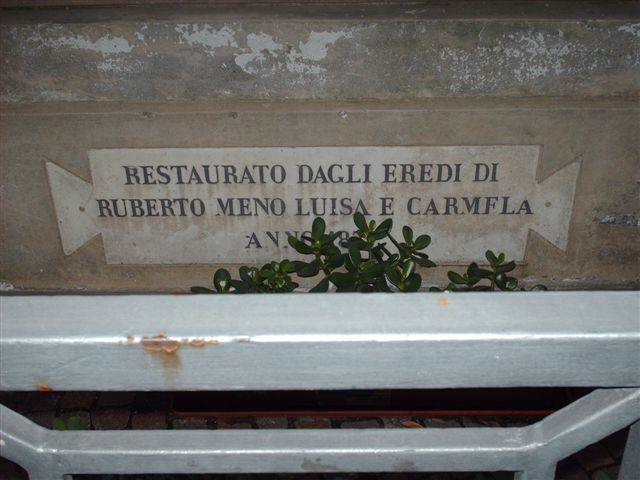 RESTAURATO DAGLI EREDI DI
RUBERTO MENO LUISA E CARMFLA
ANNO